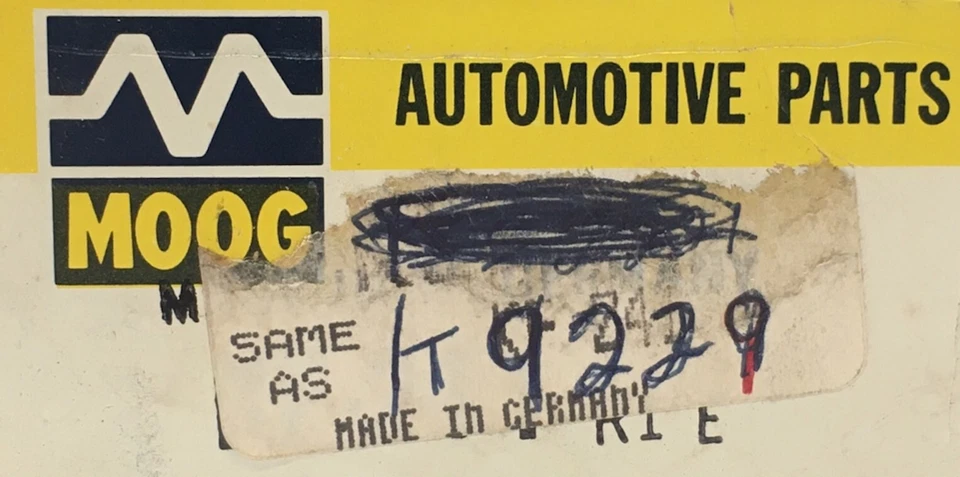 AUTOMOTIVE PARTS
MOOG
M
SAME
AS
K9229
MADE IN GERMANY